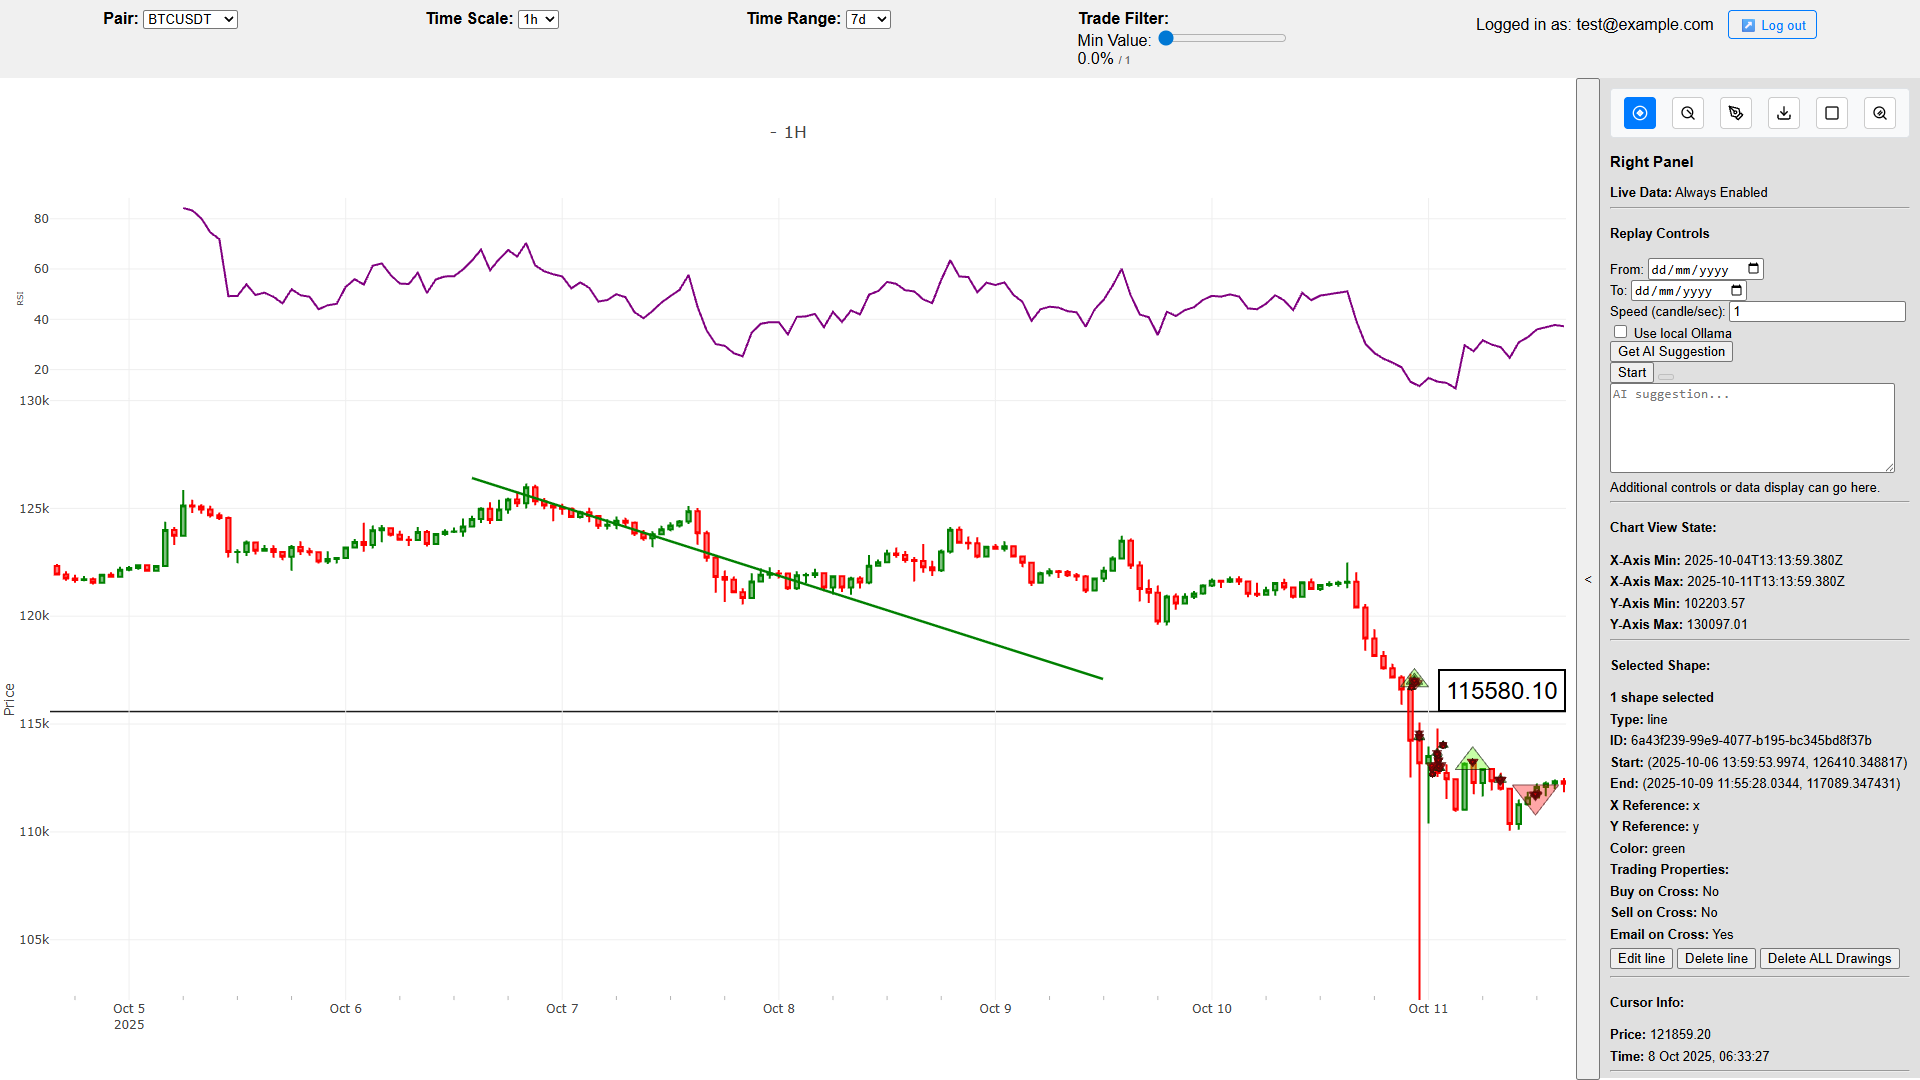 Pair: BTCUSDT
Time Scale: 1h
Time Range: 7d
Trade Filter:
Min Value:
0.0% / 1
Logged in as: test@example.com
Log out
- 1H
80
60
40
20
RSI
130k
125k
120k
115k
110k
105k
Price
115580.10
Oct 5
2025
Oct 6
Oct 7
Oct 8
Oct 9
Oct 10
Oct 11
<
Right Panel
Live Data: Always Enabled
Replay Controls
From: dd/mm/yyyy
To: dd/mm/yyyy
Speed (candle/sec): 1
Use local Ollama
Get AI Suggestion
Start
AI suggestion...
Additional controls or data display can go here.
Chart View State:
X-Axis Min: 2025-10-04T13:13:59.380Z
X-Axis Max: 2025-10-11T13:13:59.380Z
Y-Axis Min: 102203.57
Y-Axis Max: 130097.01
Selected Shape:
1 shape selected
Type: line
ID: 6a43f239-99e9-4077-b195-bc345bd8f37b
Start: (2025-10-06 13:59:53.9974, 126410.348817)
End: (2025-10-09 11:55:28.0344, 117089.347431)
X Reference: x
Y Reference: y
Color: green
Trading Properties:
Buy on Cross: No
Sell on Cross: No
Email on Cross: Yes
Edit line Delete line Delete ALL Drawings
Cursor Info:
Price: 121859.20
Time: 8 Oct 2025, 06:33:27